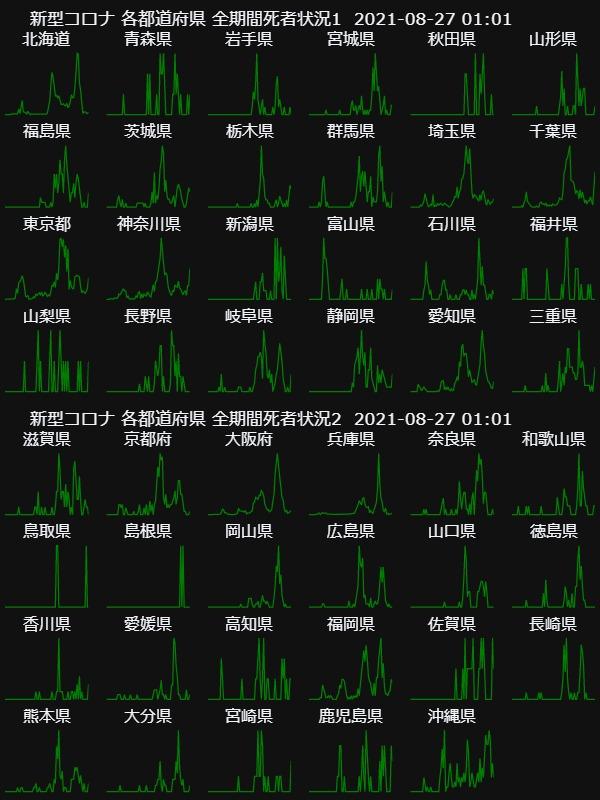 新型コロナ 各都道府県 全期間死者状況1 2021-08-27 01:01
北海道 青森県 岩手県 宮城県 秋田県 山形県
福島県 茨城県 栃木県 群馬県 埼玉県 千葉県
東京都 神奈川県 新潟県 富山県 石川県 福井県
山梨県 長野県 岐阜県 静岡県 愛知県 三重県
新型コロナ 各都道府県 全期間死者状況2 2021-08-27 01:01
滋賀県 京都府 大阪府 兵庫県 奈良県 和歌山県
鳥取県 島根県 岡山県 広島県 山口県 徳島県
香川県 愛媛県 高知県 福岡県 佐賀県 長崎県
熊本県 大分県 宮崎県 鹿児島県 沖縄県